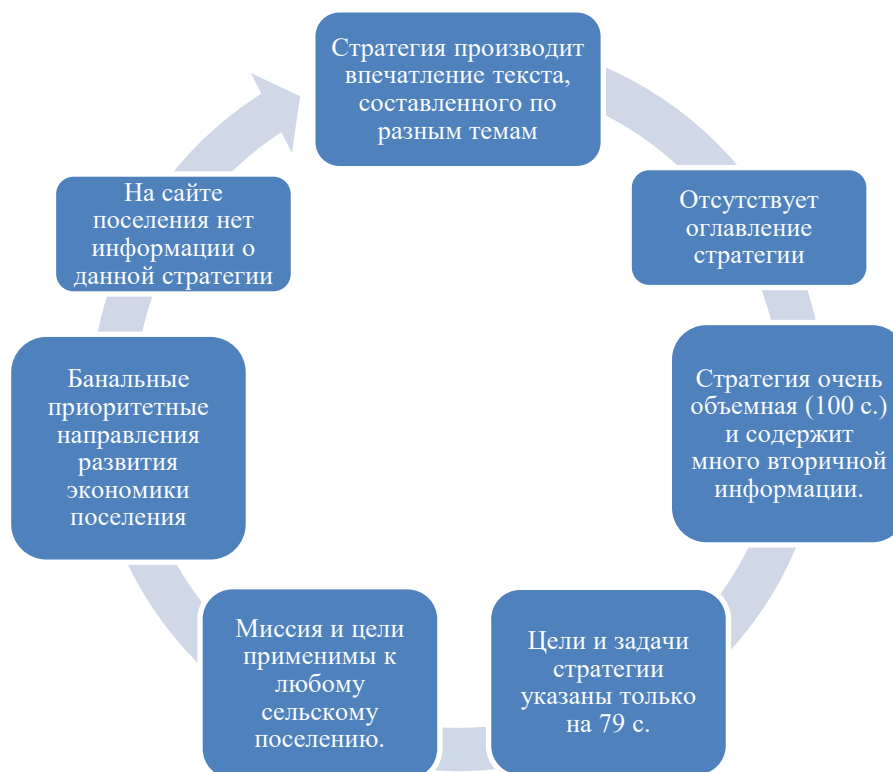 Стратегия производит
впечатление текста,
составленного по
разным темам
Отсутствует
оглавление
стратегии
Стратегия очень
объемная (100 с.)
и содержит
много вторичной
информации.
Цели и задачи
стратегии
указаны только
на 79 с.
Миссия и цели
применимы к
любому
сельскому
поселению.
Банальные
приоритетные
направления
развития
экономики
поселения
На сайте
поселения нет
информации о
данной стратегии